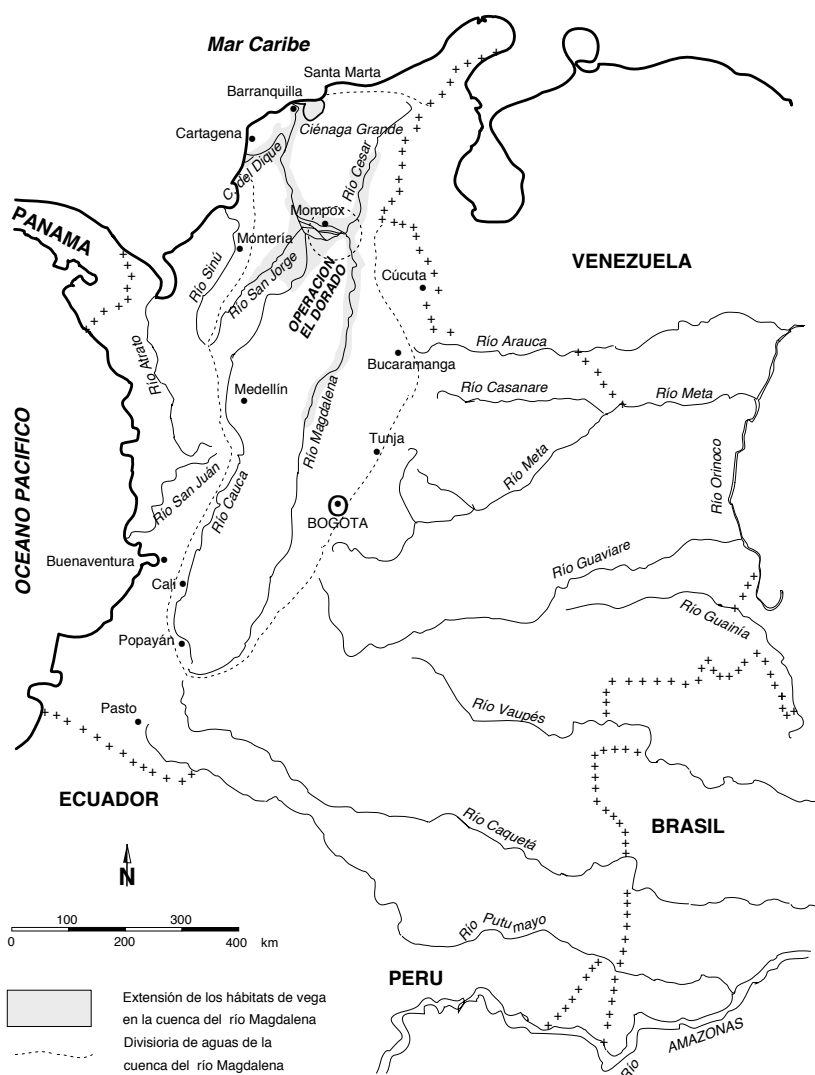 Mar Caribe
Santa Marta
Barranquilla
Ciénaga Grande
Cartagena
C. del Dique
Río Cesar
Mompox
PANAMA
Montería
Río Sinú
Río San Jorge
OPERACION
EL DORADO
Cúcuta
VENEZUELA
Río Atrato
Río Arauca
Bucaramanga
Río Casanare
Río Meta
Medellín
Río Magdalena
Tunja
Río Meta
Río Orinoco
OCEANO PACIFICO
Río San Juán
Río Cauca
BOGOTA
Buenaventura
Cali
Río Guaviare
Río Guainía
Popayán
Pasto
Río Vaupés
ECUADOR
Río Caquetá
BRASIL
N
Río Putumayo
100 300
0 200 400 km
PERU
Río AMAZONAS
Extensión de los hábitats de vega
en la cuenca del río Magdalena
Divisioria de aguas de la
cuenca del río Magdalena